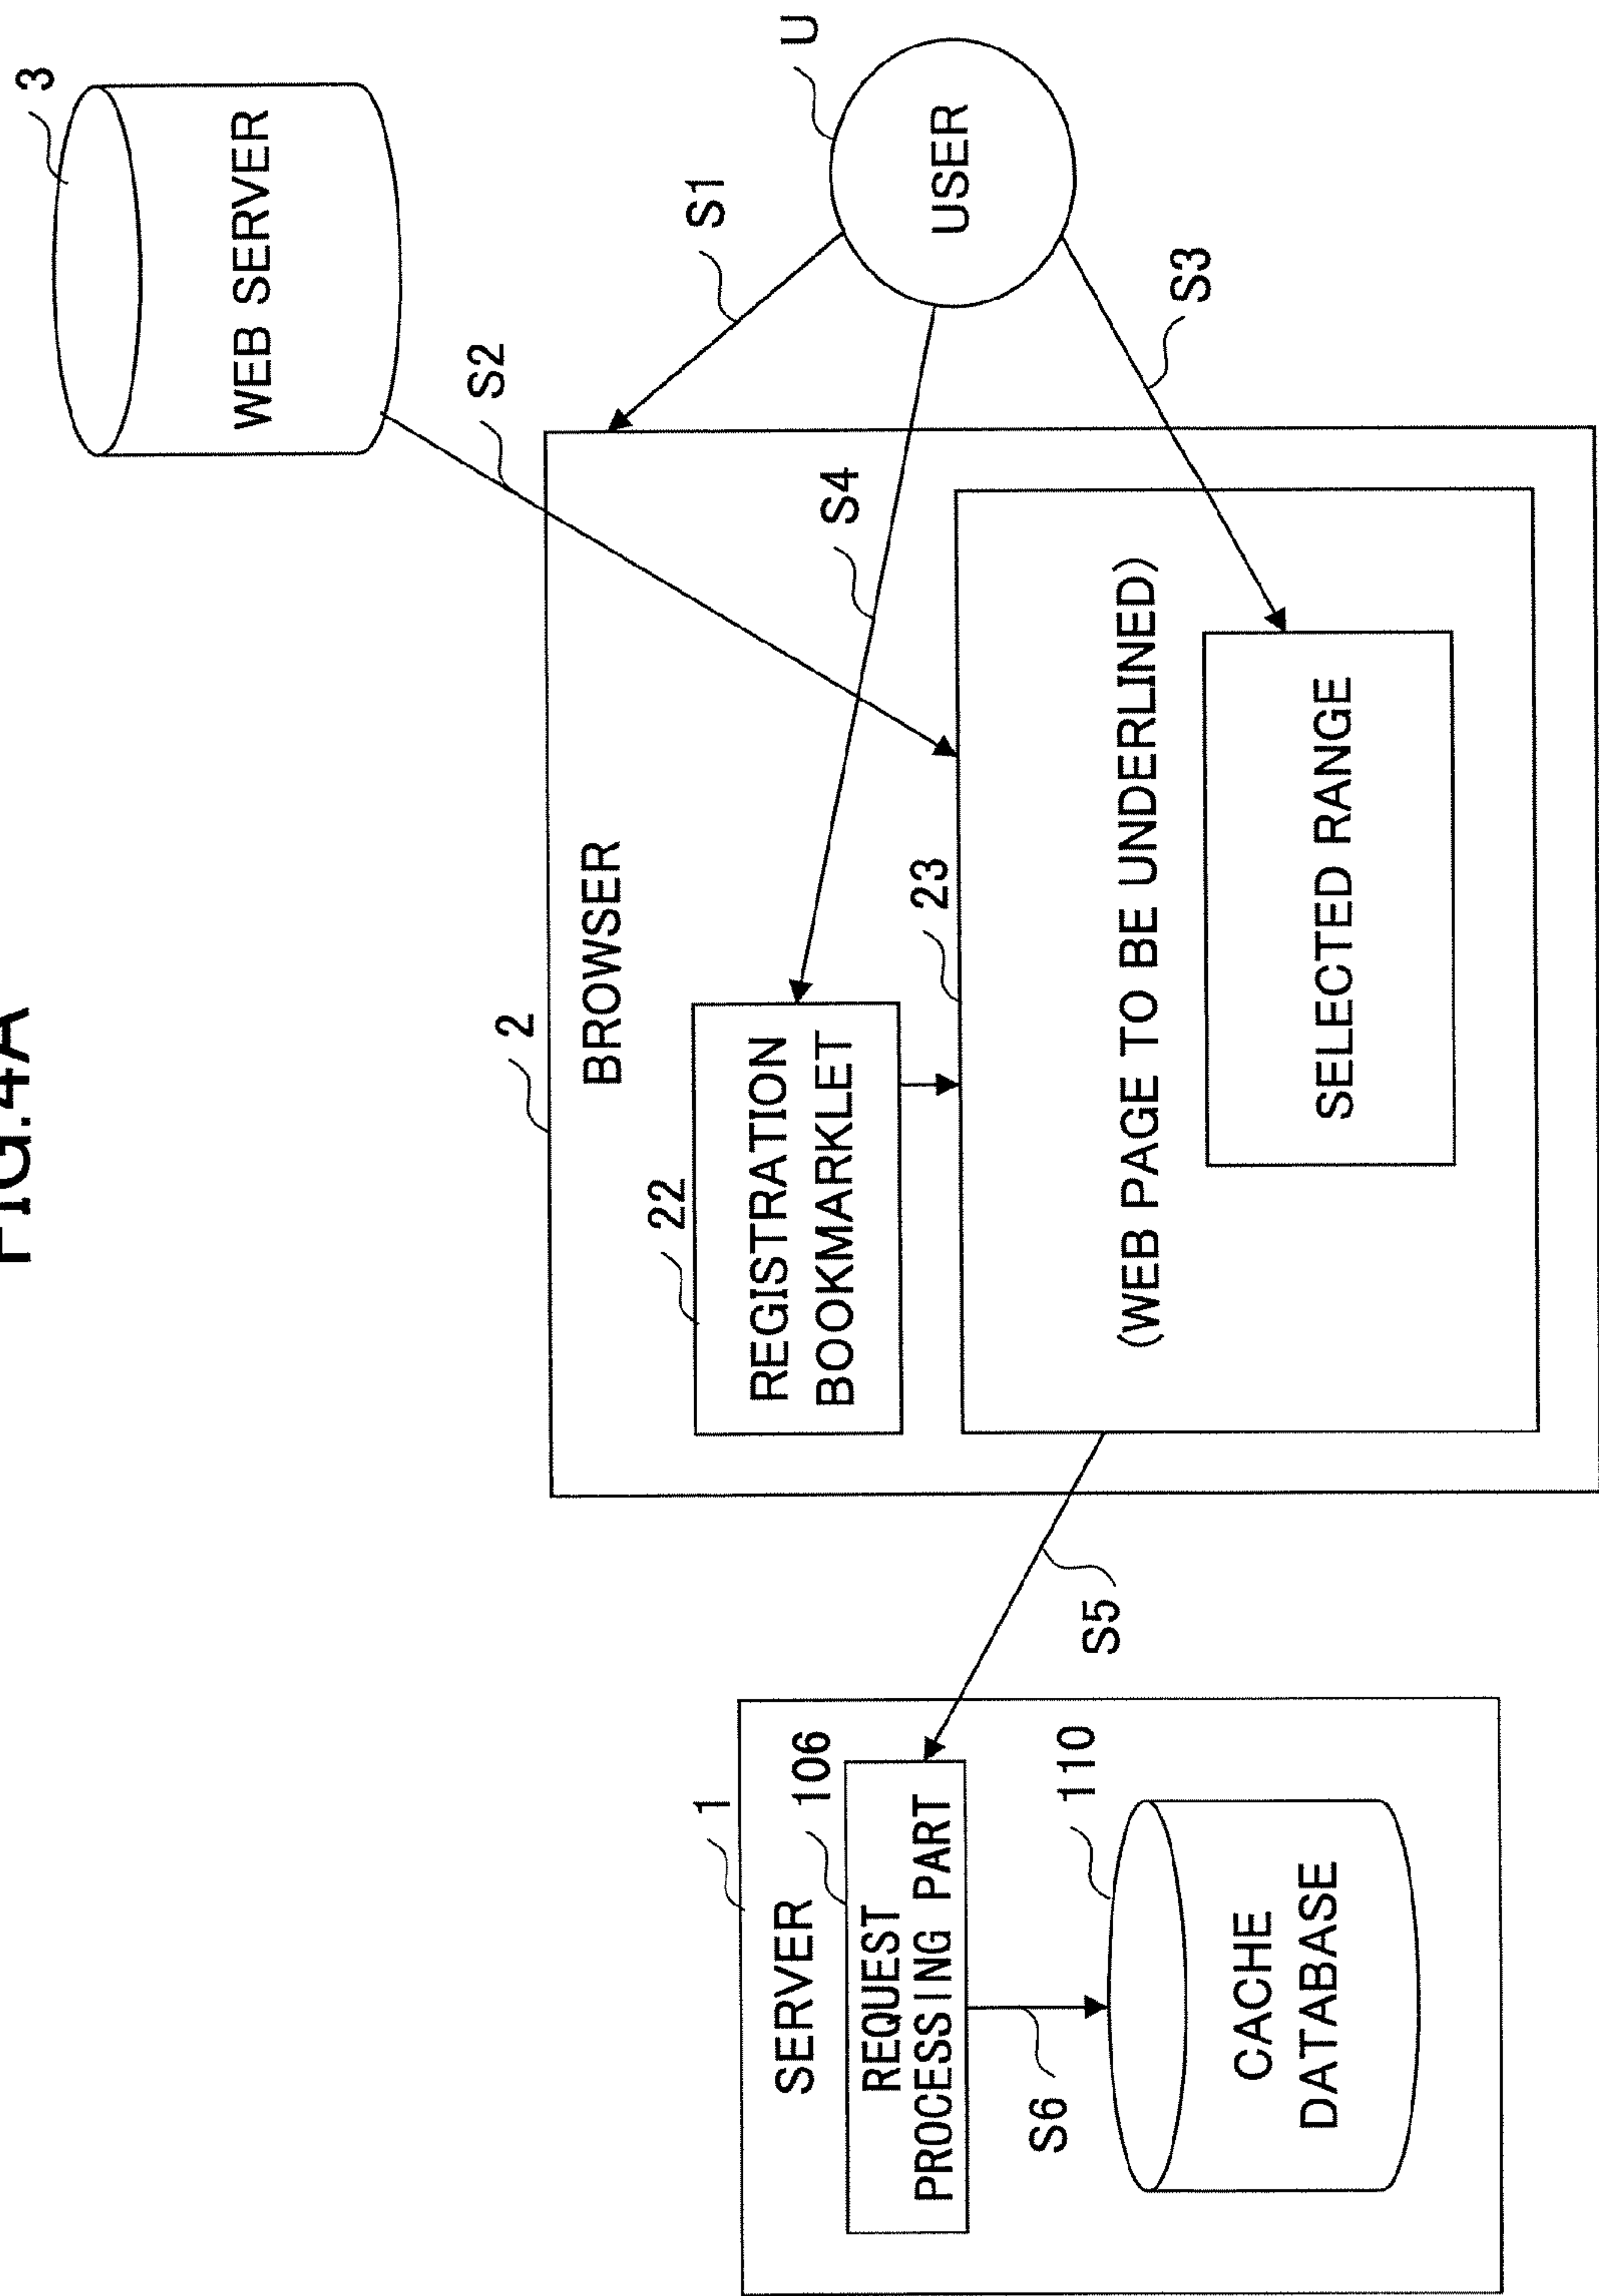 FIG.4A
3
WEB SERVER
U
USER
S1
S2
S3
S4
2
BROWSER
22
REGISTRATION
BOOKMARKLET
23
(WEB PAGE TO BE UNDERLINED)
SELECTED RANGE
S5
1
SERVER
106
REQUEST
PROCESSING PART
S6
110
CACHE
DATABASE